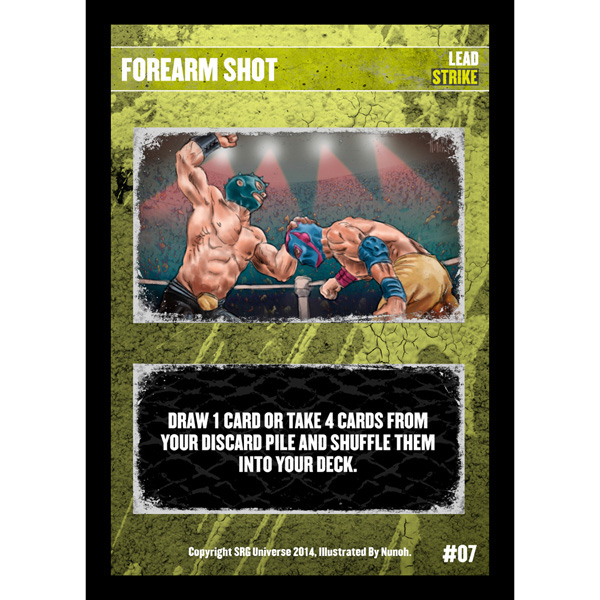 FOREARM SHOT
LEAD
STRIKE
DRAW 1 CARD OR TAKE 4 CARDS FROM
YOUR DISCARD PILE AND SHUFFLE THEM
INTO YOUR DECK.
Copyright SRG Universe 2014, Illustrated By Nunoh.
#07